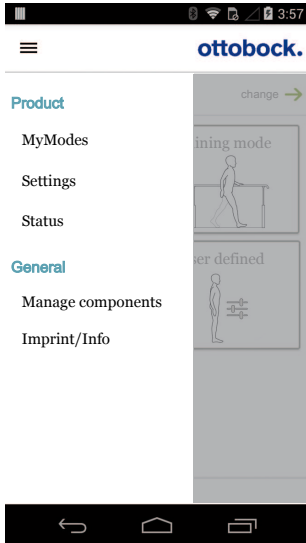 3:57
ottobock.
change
Product
MyModes
ining mode
Settings
Status
General
ser defined
Manage components
Imprint/Info